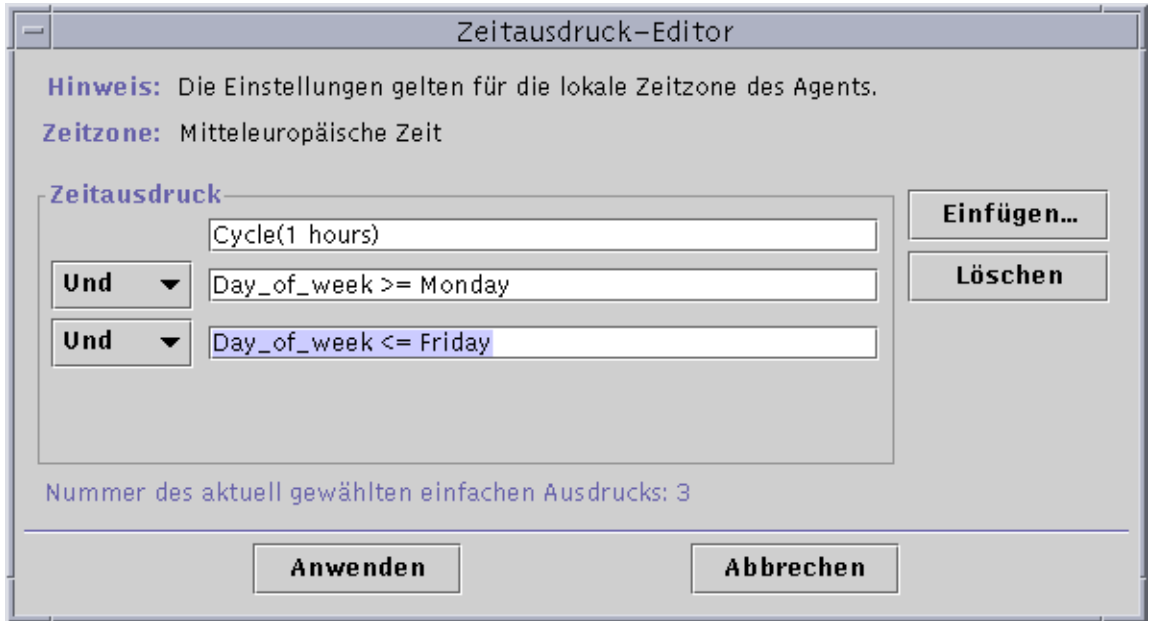 Zeitausdruck-Editor
Hinweis: Die Einstellungen gelten für die lokale Zeitzone des Agents.
Zeitzone: Mitteleuropäische Zeit
Zeitausdruck
Cycle(1 hours)
Einfügen...
Und Day_of_week >= Monday
Löschen
Und Day_of_week <= Friday
Nummer des aktuell gewählten einfachen Ausdrucks: 3
Anwenden Abbrechen